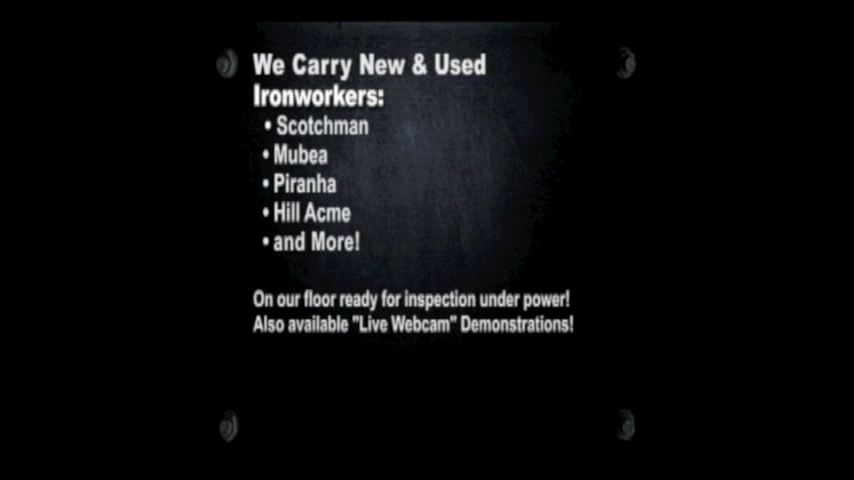 We Carry New & Used
Ironworkers:
• Scotchman
• Mubea
• Piranha
• Hill Acme
• and More!
On our floor ready for inspection under power!
Also available "Live Webcam" Demonstrations!